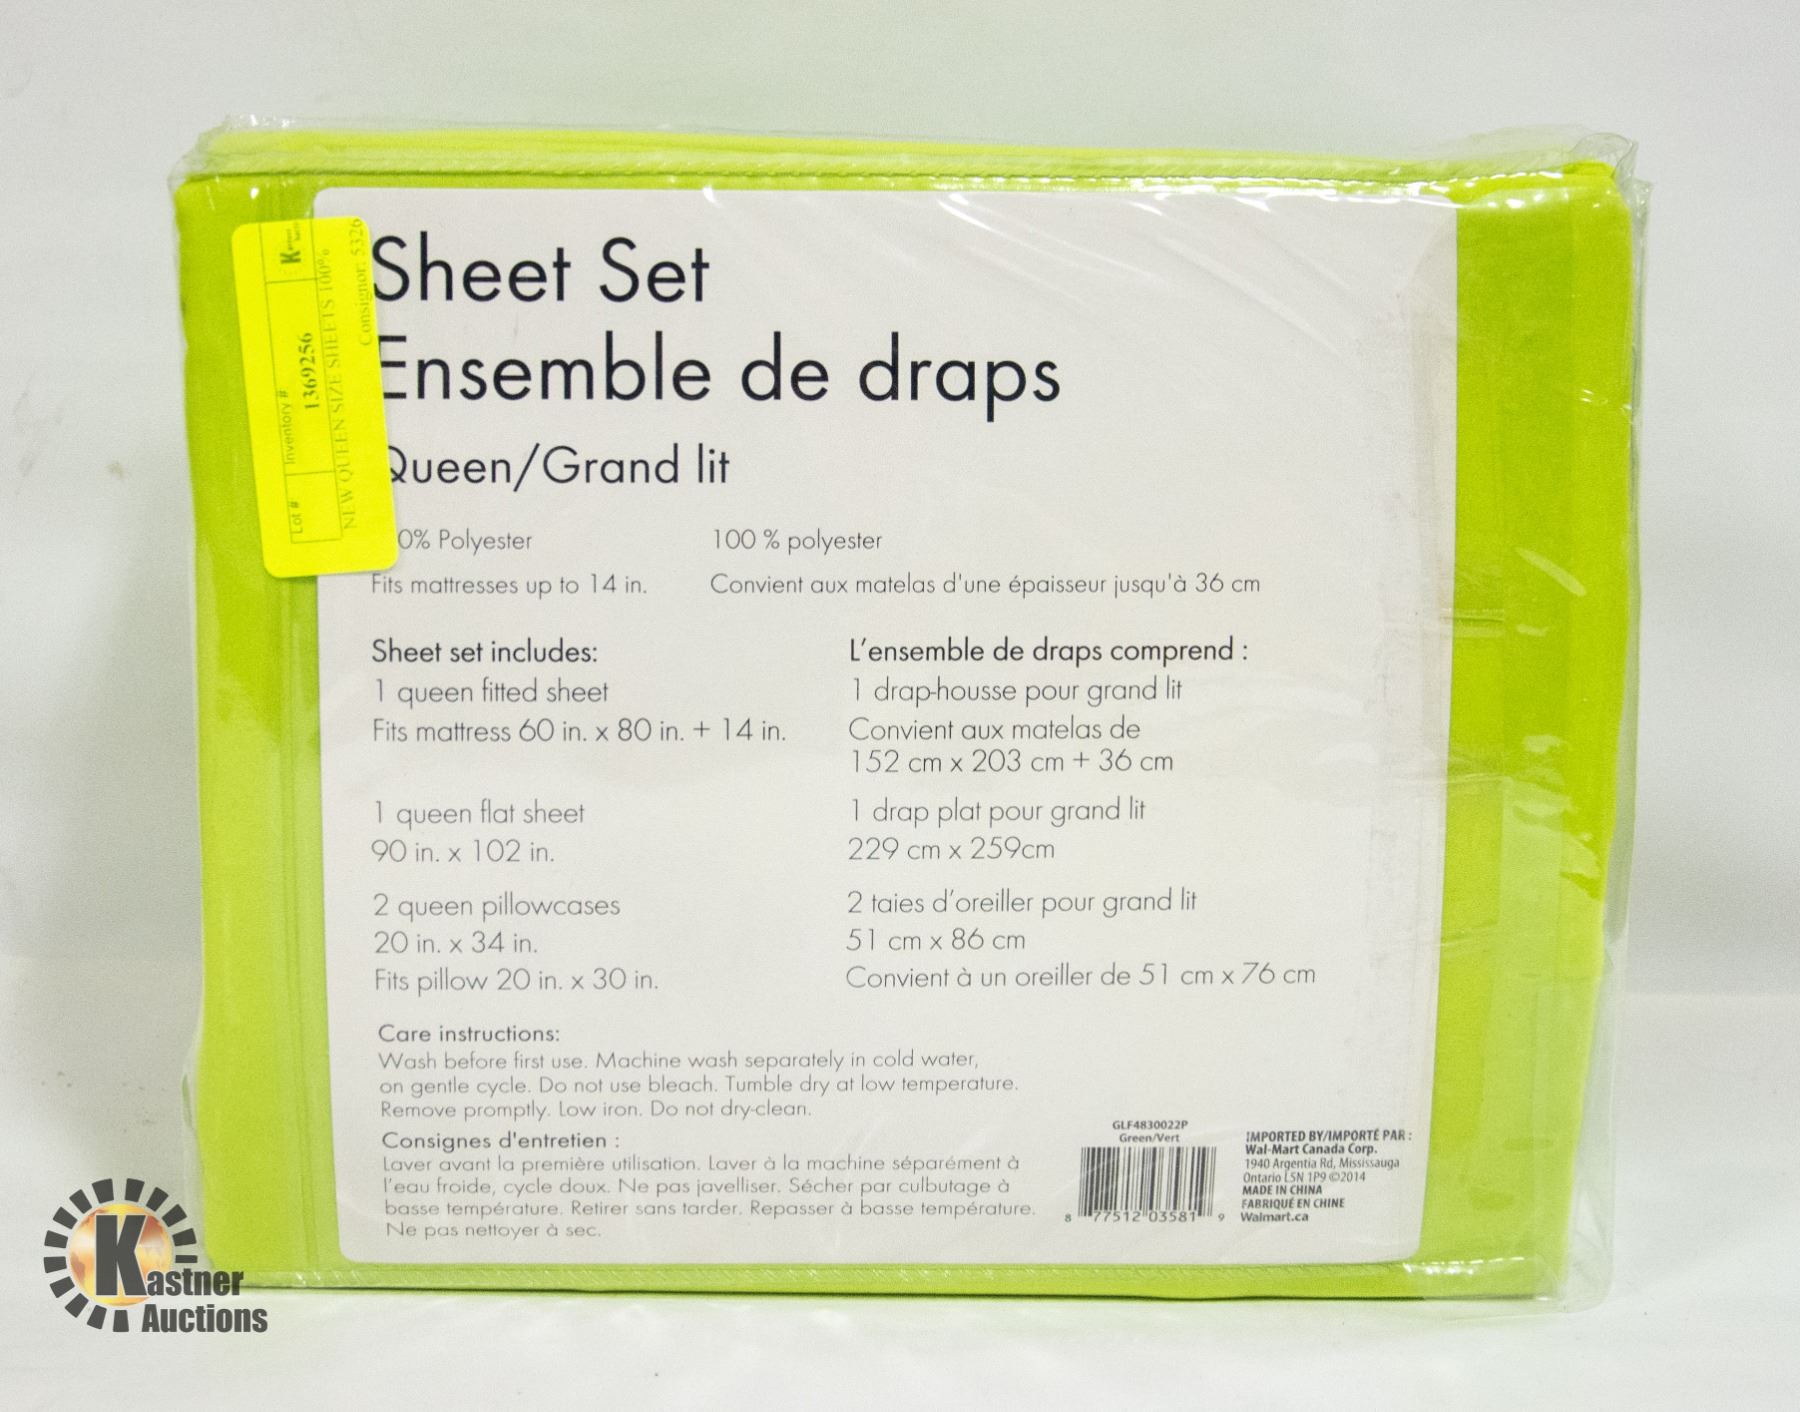 Sheet Set
Ensemble de draps
Queen/Grand lit
0% Polyester
100 % polyester
Fits mattresses up to 14 in.
Convient aux matelas d'une épaisseur jusqu'à 36 cm
Sheet set includes:
1 queen fitted sheet
Fits mattress 60 in. x 80 in. + 14 in.
1 queen flat sheet
90 in. x 102 in.
2 queen pillowcases
20 in. x 34 in.
Fits pillow 20 in. x 30 in.
L'ensemble de draps comprend :
1 drap-housse pour grand lit
Convient aux matelas de
152 cm x 203 cm + 36 cm
1 drap plat pour grand lit
229 cm x 259cm
2 taies d'oreiller pour grand lit
51 cm x 86 cm
Convient à un oreiller de 51 cm x 76 cm
Care instructions:
Wash before first use. Machine wash separately in cold water,
on gentle cycle. Do not use bleach. Tumble dry at low temperature.
Remove promptly. Low iron. Do not dry-clean.
Consignes d'entretien :
Laver avant la première utilisation. Laver à la machine séparément à
l'eau froide, cycle doux. Ne pas javelliser. Sécher par culbutage à
basse température. Retirer sans tarder. Repasser à basse température.
Ne pas nettoyer à sec.
GLF4830022P
Green/Vert
8 77512 03581 9
IMPORTED BY/IMPORTÉ PAR :
Wal-Mart Canada Corp.
1940 Argentia Rd, Mississauga
Ontario L5N 1P9 ©2014
MADE IN CHINA
FABRIQUÉ EN CHINE
Walmart.ca
Lot # Inventory #
1369256
NEW QUEEN SIZE SHEETS 100%
Consignor: 5326
Kastner
Auctions